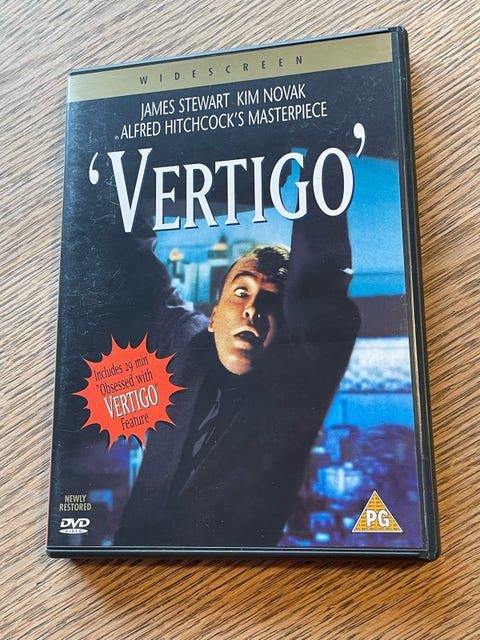 WIDESCREEN
JAMES STEWART KIM NOVAK
IN ALFRED HITCHCOCK'S MASTERPIECE
'VERTIGO'
Includes 29 min
"Obsessed with
VERTIGO"
Feature
NEWLY
RESTORED
DVD
VIDEO
PG